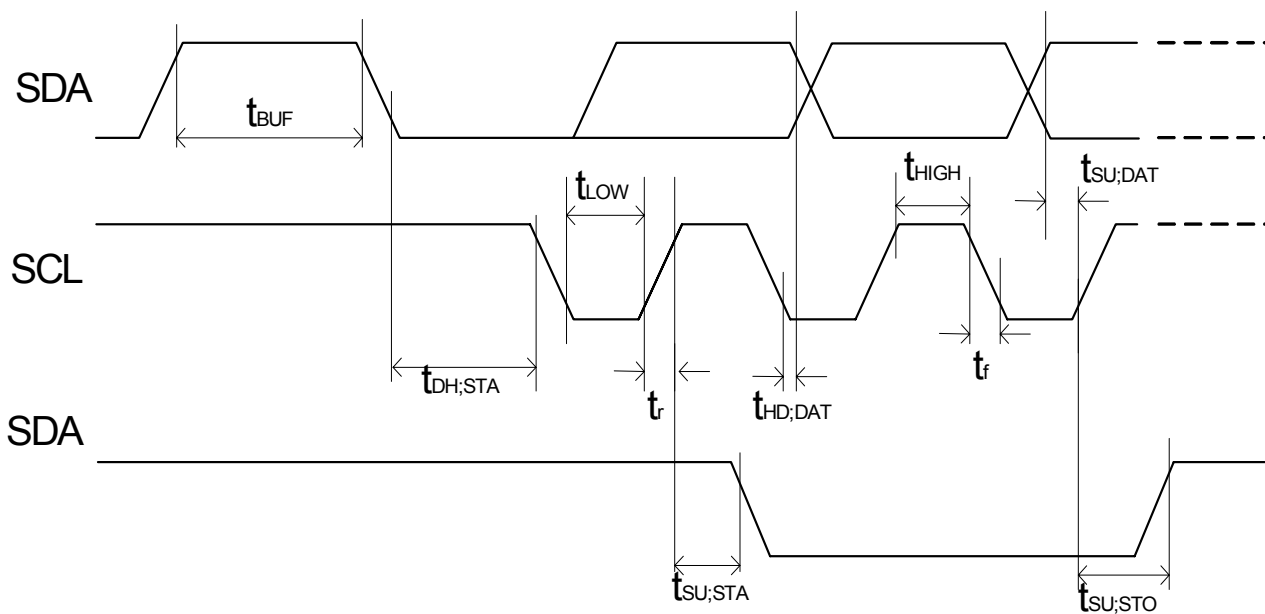 SDA
tBUF
tHIGH
tSU;DAT
tLOW
SCL
tDH;STA
tr
tHD;DAT
tf
SDA
tSU;STA
tSU;STO